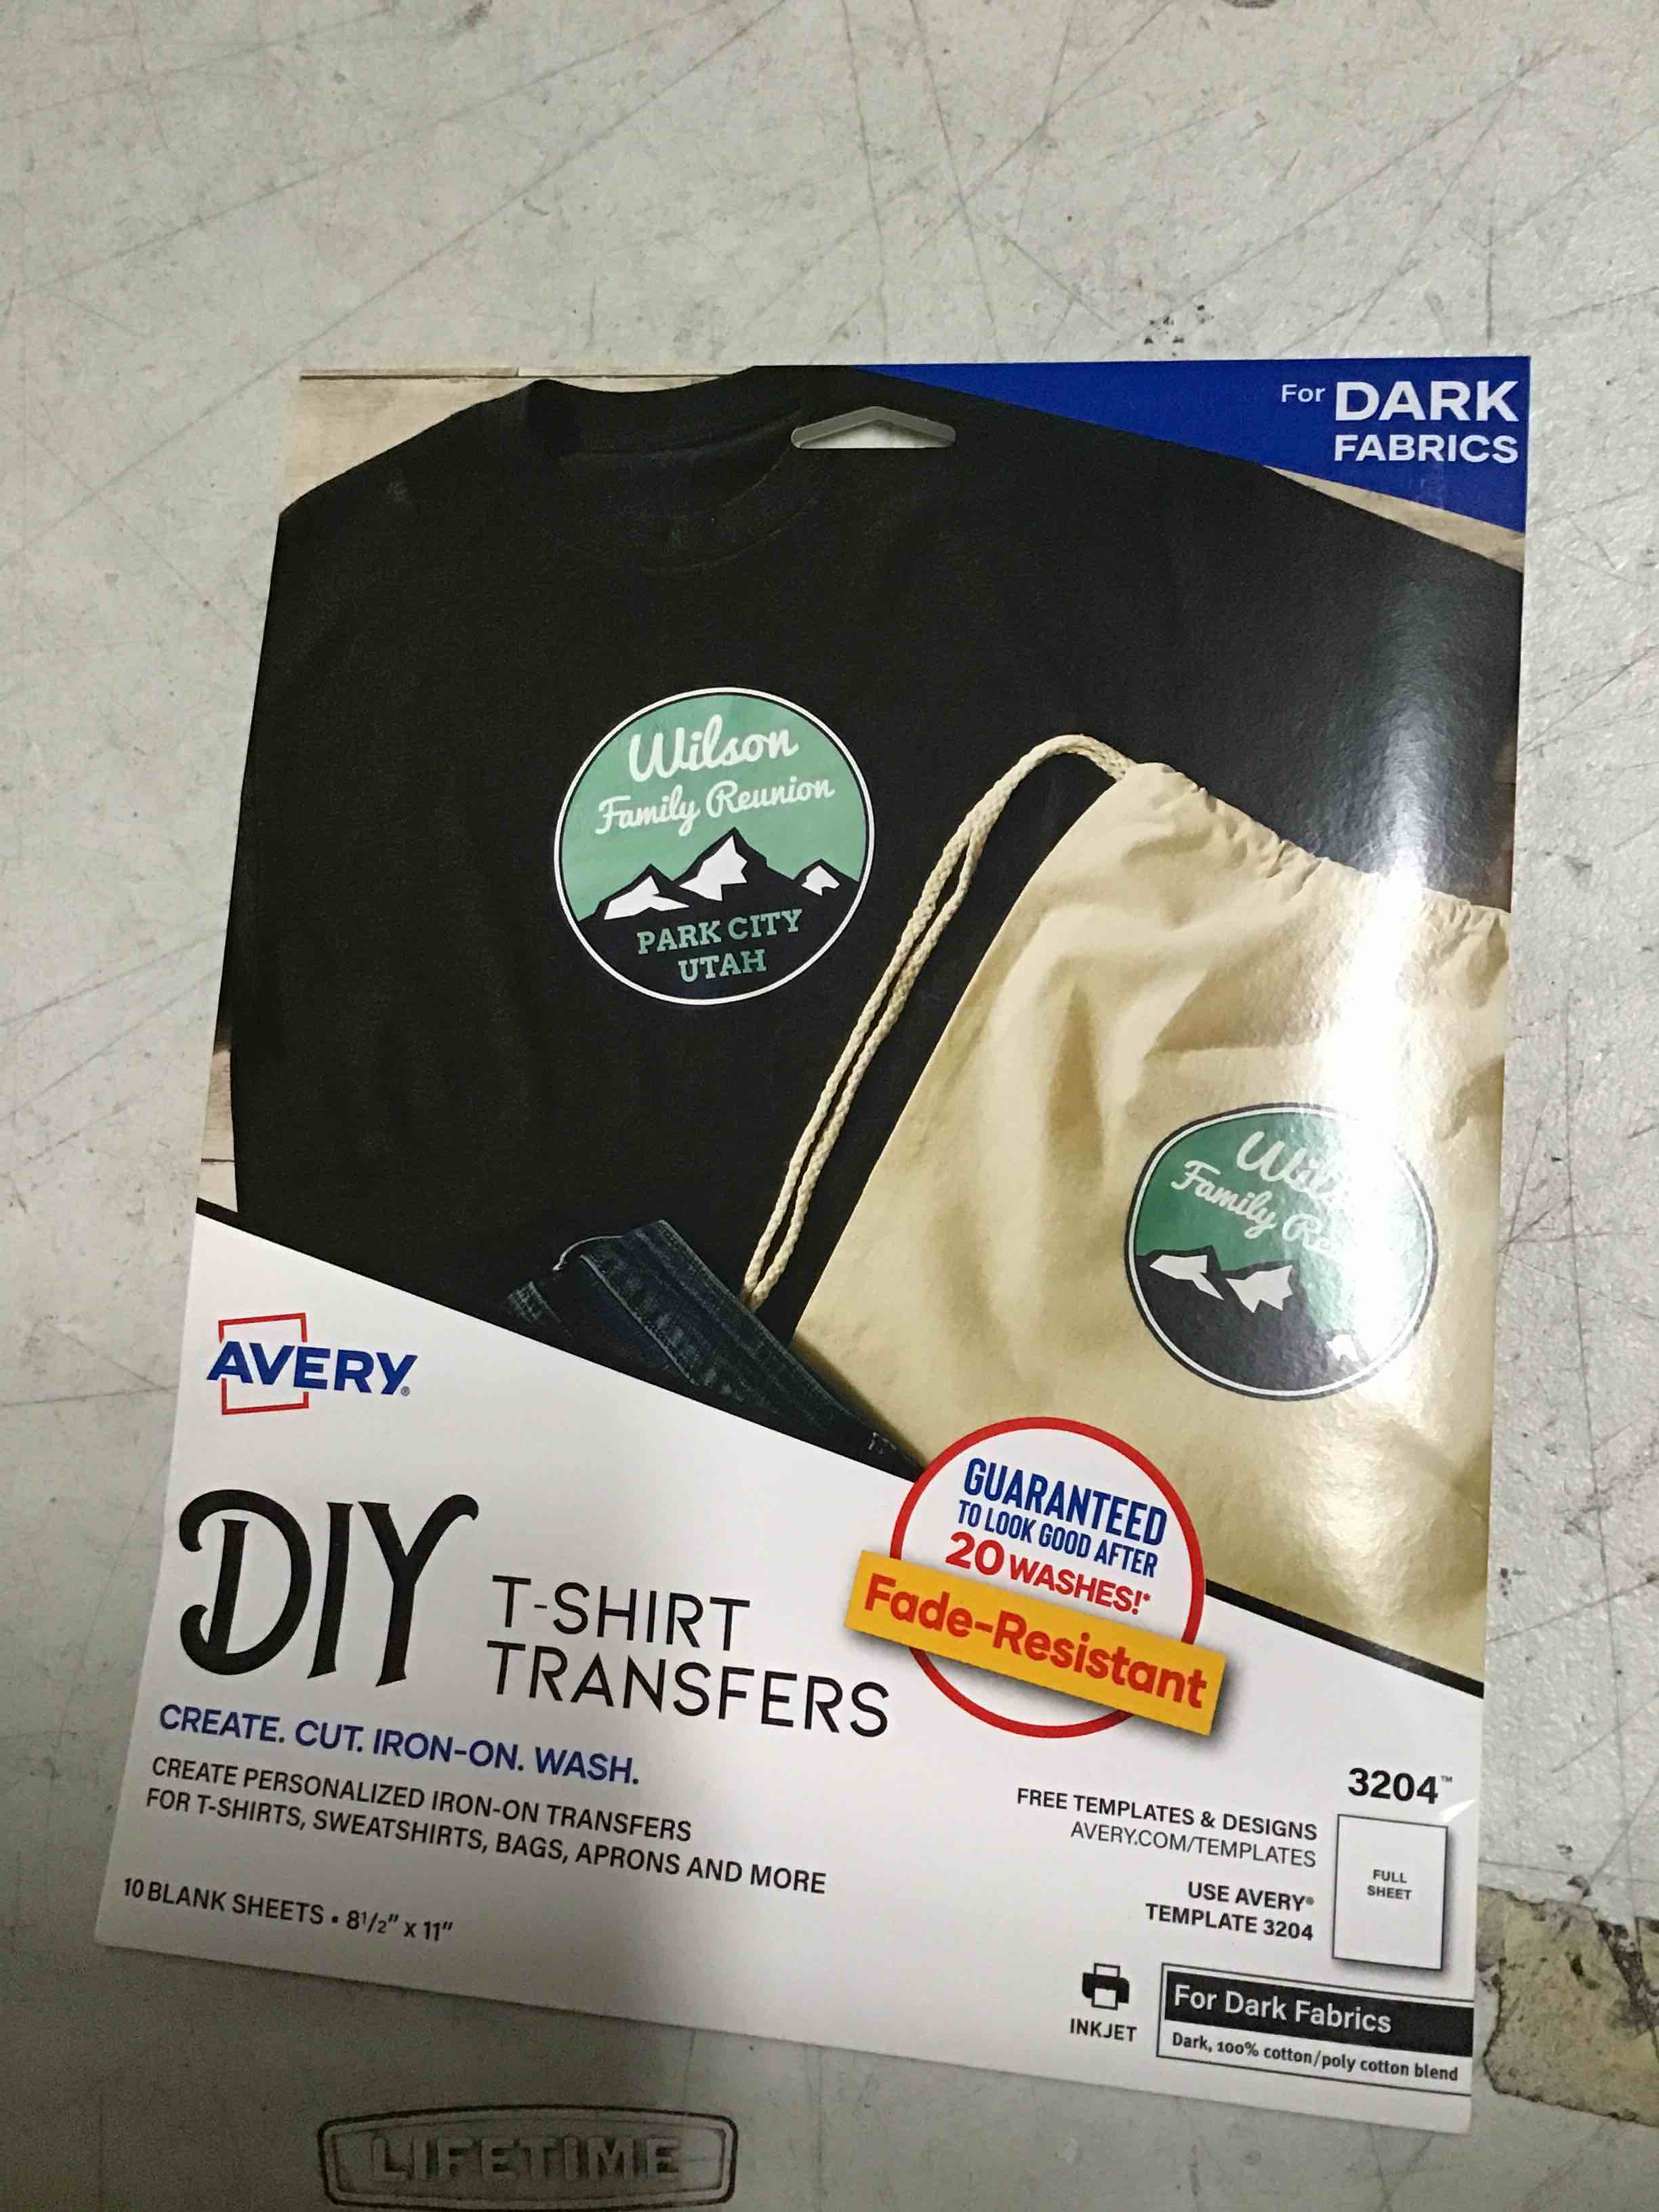 For DARK
FABRICS
Wilson
Family Reunion
PARK CITY
UTAH
Family
AVERY®
GUARANTEED
TO LOOK GOOD AFTER
20 WASHES!*
Fade-Resistant
DIY T-SHIRT
TRANSFERS
CREATE. CUT. IRON-ON. WASH.
CREATE PERSONALIZED IRON-ON TRANSFERS
FOR T-SHIRTS, SWEATSHIRTS, BAGS, APRONS AND MORE
10 BLANK SHEETS • 8½" x 11"
3204™
FREE TEMPLATES & DESIGNS
AVERY.COM/TEMPLATES
USE AVERY®
TEMPLATE 3204
FULL
SHEET
INKJET
For Dark Fabrics
Dark, 100% cotton/poly cotton blend
LIFETIME